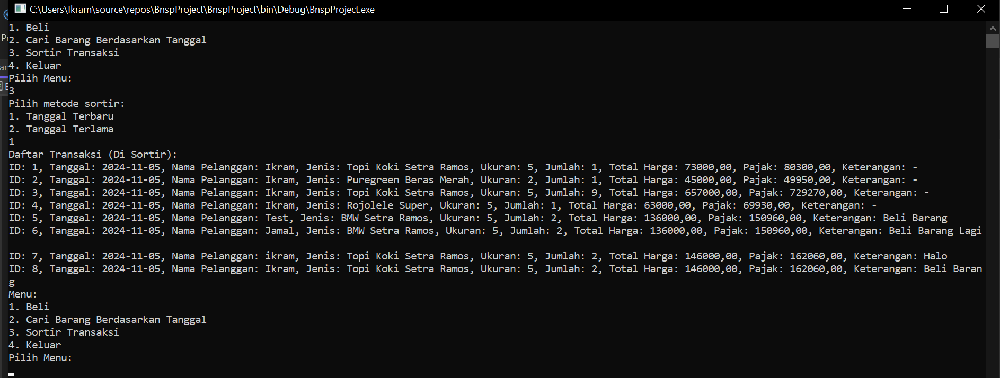 C:\Users\Ikram\source\repos\BnspProject\BnspProject\bin\Debug\BnspProject.exe
1. Beli
2. Cari Barang Berdasarkan Tanggal
3. Sortir Transaksi
4. Keluar
Pilih Menu:
3
Pilih metode sortir:
1. Tanggal Terbaru
2. Tanggal Terlama
1
Daftar Transaksi (Di Sortir):
ID: 1, Tanggal: 2024-11-05, Nama Pelanggan: Ikram, Jenis: Topi Koki Setra Ramos, Ukuran: 5, Jumlah: 1, Total Harga: 73000,00, Pajak: 80300,00, Keterangan: -
ID: 2, Tanggal: 2024-11-05, Nama Pelanggan: Ikram, Jenis: Puregreen Beras Merah, Ukuran: 2, Jumlah: 1, Total Harga: 45000,00, Pajak: 49950,00, Keterangan: -
ID: 3, Tanggal: 2024-11-05, Nama Pelanggan: Ikram, Jenis: Topi Koki Setra Ramos, Ukuran: 5, Jumlah: 9, Total Harga: 657000,00, Pajak: 729270,00, Keterangan: -
ID: 4, Tanggal: 2024-11-05, Nama Pelanggan: Ikram, Jenis: Rojolele Super, Ukuran: 5, Jumlah: 1, Total Harga: 63000,00, Pajak: 69930,00, Keterangan: -
ID: 5, Tanggal: 2024-11-05, Nama Pelanggan: Test, Jenis: BMW Setra Ramos, Ukuran: 5, Jumlah: 2, Total Harga: 136000,00, Pajak: 150960,00, Keterangan: Beli Barang
ID: 6, Tanggal: 2024-11-05, Nama Pelanggan: Jamal, Jenis: BMW Setra Ramos, Ukuran: 5, Jumlah: 2, Total Harga: 136000,00, Pajak: 150960,00, Keterangan: Beli Barang Lagi
ID: 7, Tanggal: 2024-11-05, Nama Pelanggan: ikram, Jenis: Topi Koki Setra Ramos, Ukuran: 5, Jumlah: 2, Total Harga: 146000,00, Pajak: 162060,00, Keterangan: Halo
ID: 8, Tanggal: 2024-11-05, Nama Pelanggan: Ikram, Jenis: Topi Koki Setra Ramos, Ukuran: 5, Jumlah: 2, Total Harga: 146000,00, Pajak: 162060,00, Keterangan: Beli Baran
g
Menu:
1. Beli
2. Cari Barang Berdasarkan Tanggal
3. Sortir Transaksi
4. Keluar
Pilih Menu: